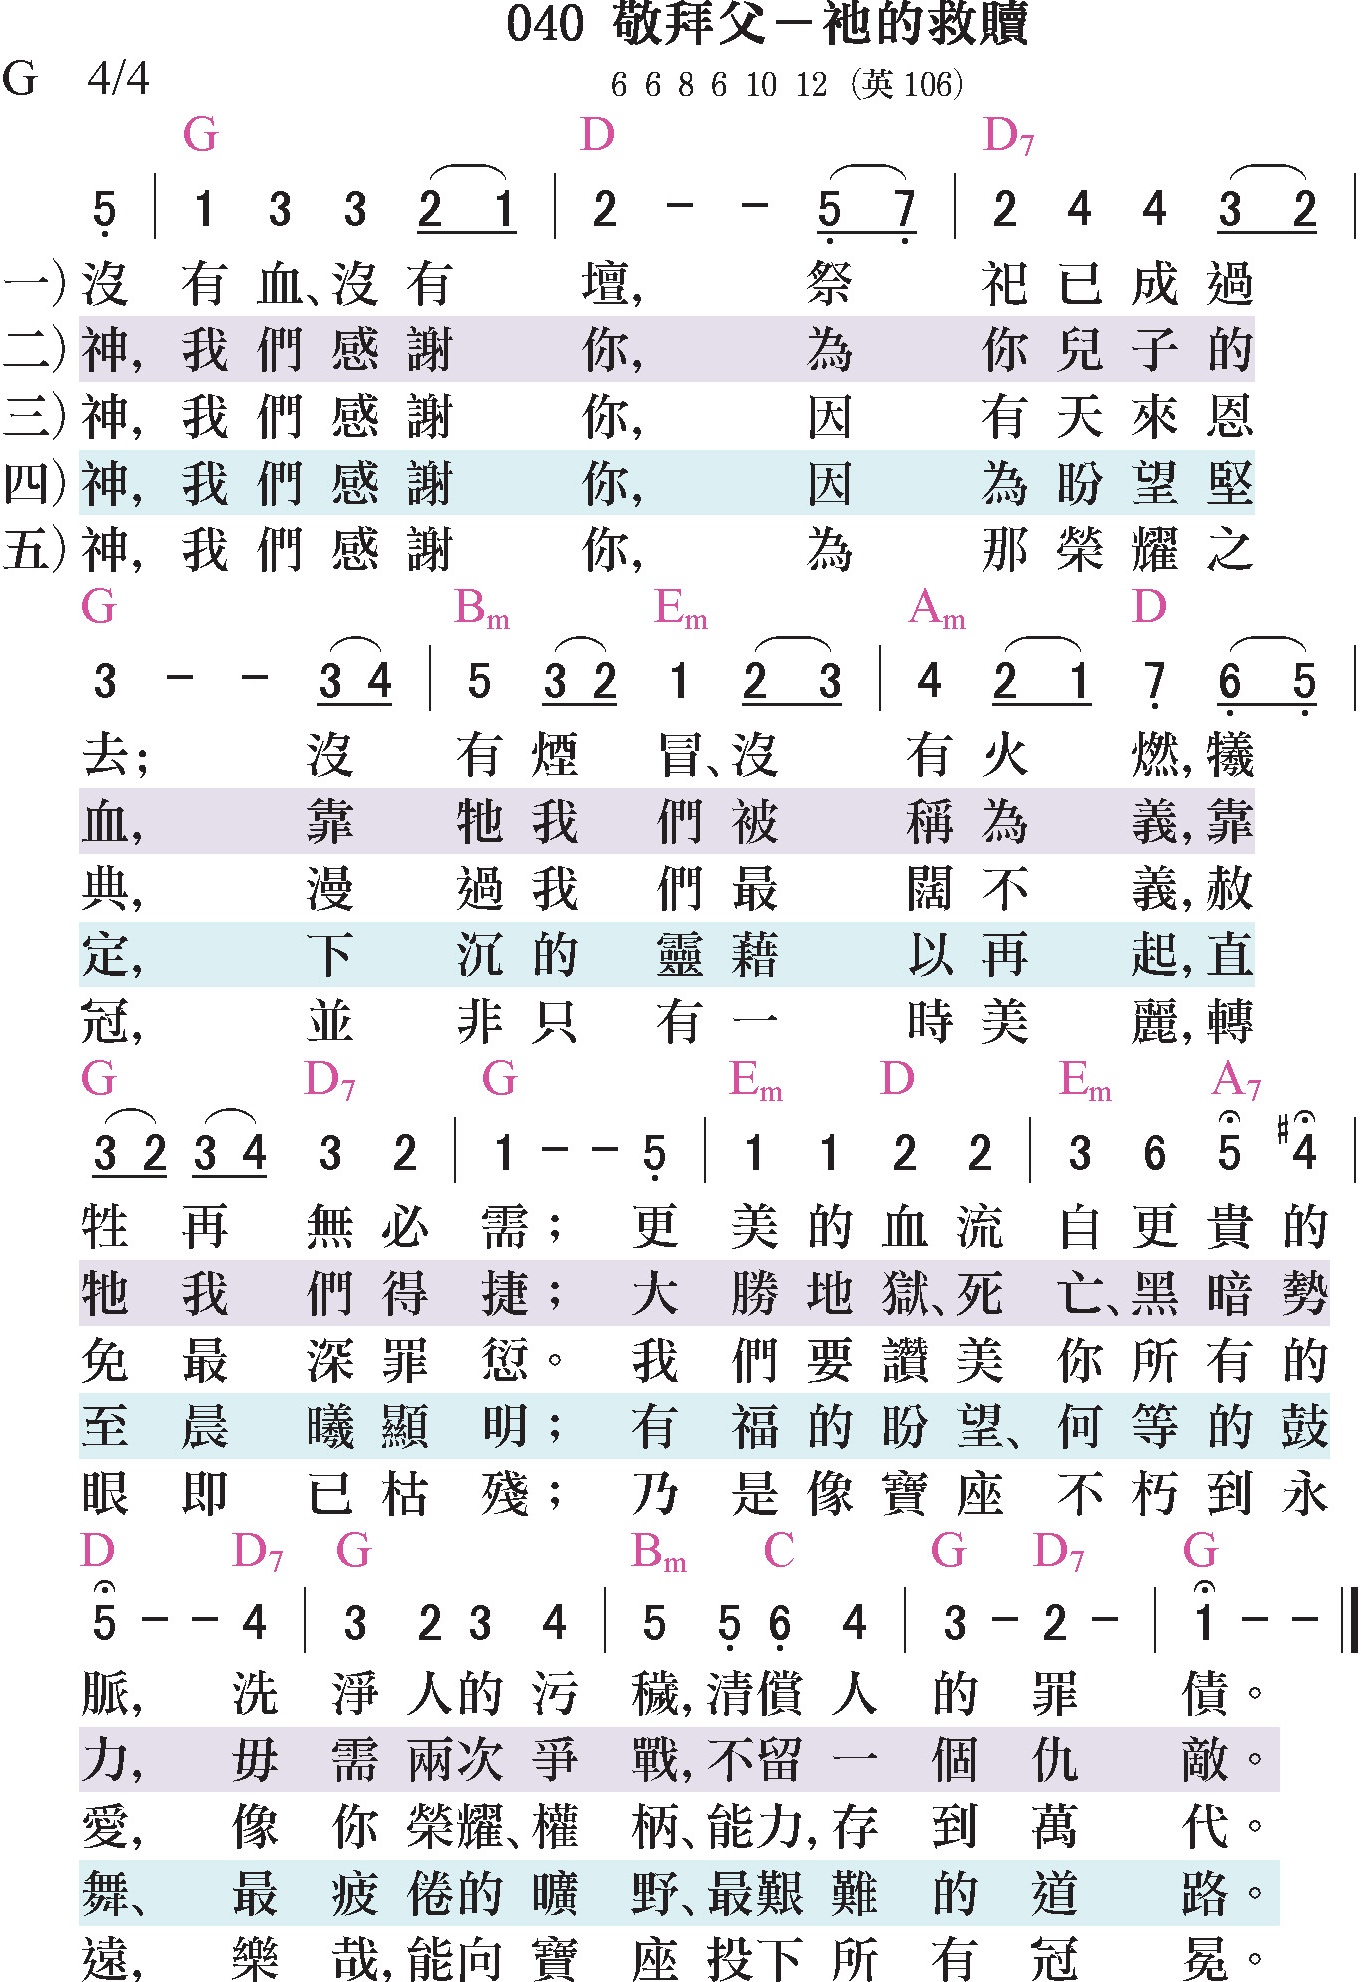 040 敬拜父－祂的救贖
G 4/4 6 6 8 6 10 12 (英 106)
G D D7
5 | 1 3 3 2 1 | 2 - - 5 7 | 2 4 4 3 2 |
一) 沒有血、沒有壇, 祭祀已成過
二) 神, 我們感謝你, 為你兒子的
三) 神, 我們感謝你, 因有天來恩
四) 神, 我們感謝你, 因為盼望堅
五) 神, 我們感謝你, 為那榮耀之
G Bm Em Am D
3 - - 3 4 | 5 3 2 1 2 3 | 4 2 1 7 6 5 |
去; 沒有煙冒、沒有火燃, 犧
血, 靠牠我們被稱為義, 靠
典, 漫過我們最闊不義, 赦
定, 下沉的靈藉以再起, 直
冠, 並非只有一時美麗, 轉
G D7 G Em D Em A7
3 2 3 4 3 2 | 1 - - 5 | 1 1 2 2 | 3 6 5 #4 |
牲再無必需; 更美的血流自更貴的
牠我們得捷; 大勝地獄、死亡、黑暗勢
免最深罪愆。我們要讚美你所有的
至晨曦顯明; 有福的盼望、何等的鼓
眼即已枯殘; 乃是像寶座不朽到永
D D7 G Bm C G D7 G
5 - - 4 | 3 2 3 4 | 5 5 6 4 | 3 - 2 - | 1 - - ||
脈, 洗淨人的污穢, 清償人的罪債。
力, 毋需兩次爭戰, 不留一個仇敵。
愛, 像你榮耀、權柄、能力, 存到萬代。
舞、最疲倦的曠野、最艱難的道路。
遠, 樂哉, 能向寶座投下所有冠冕。